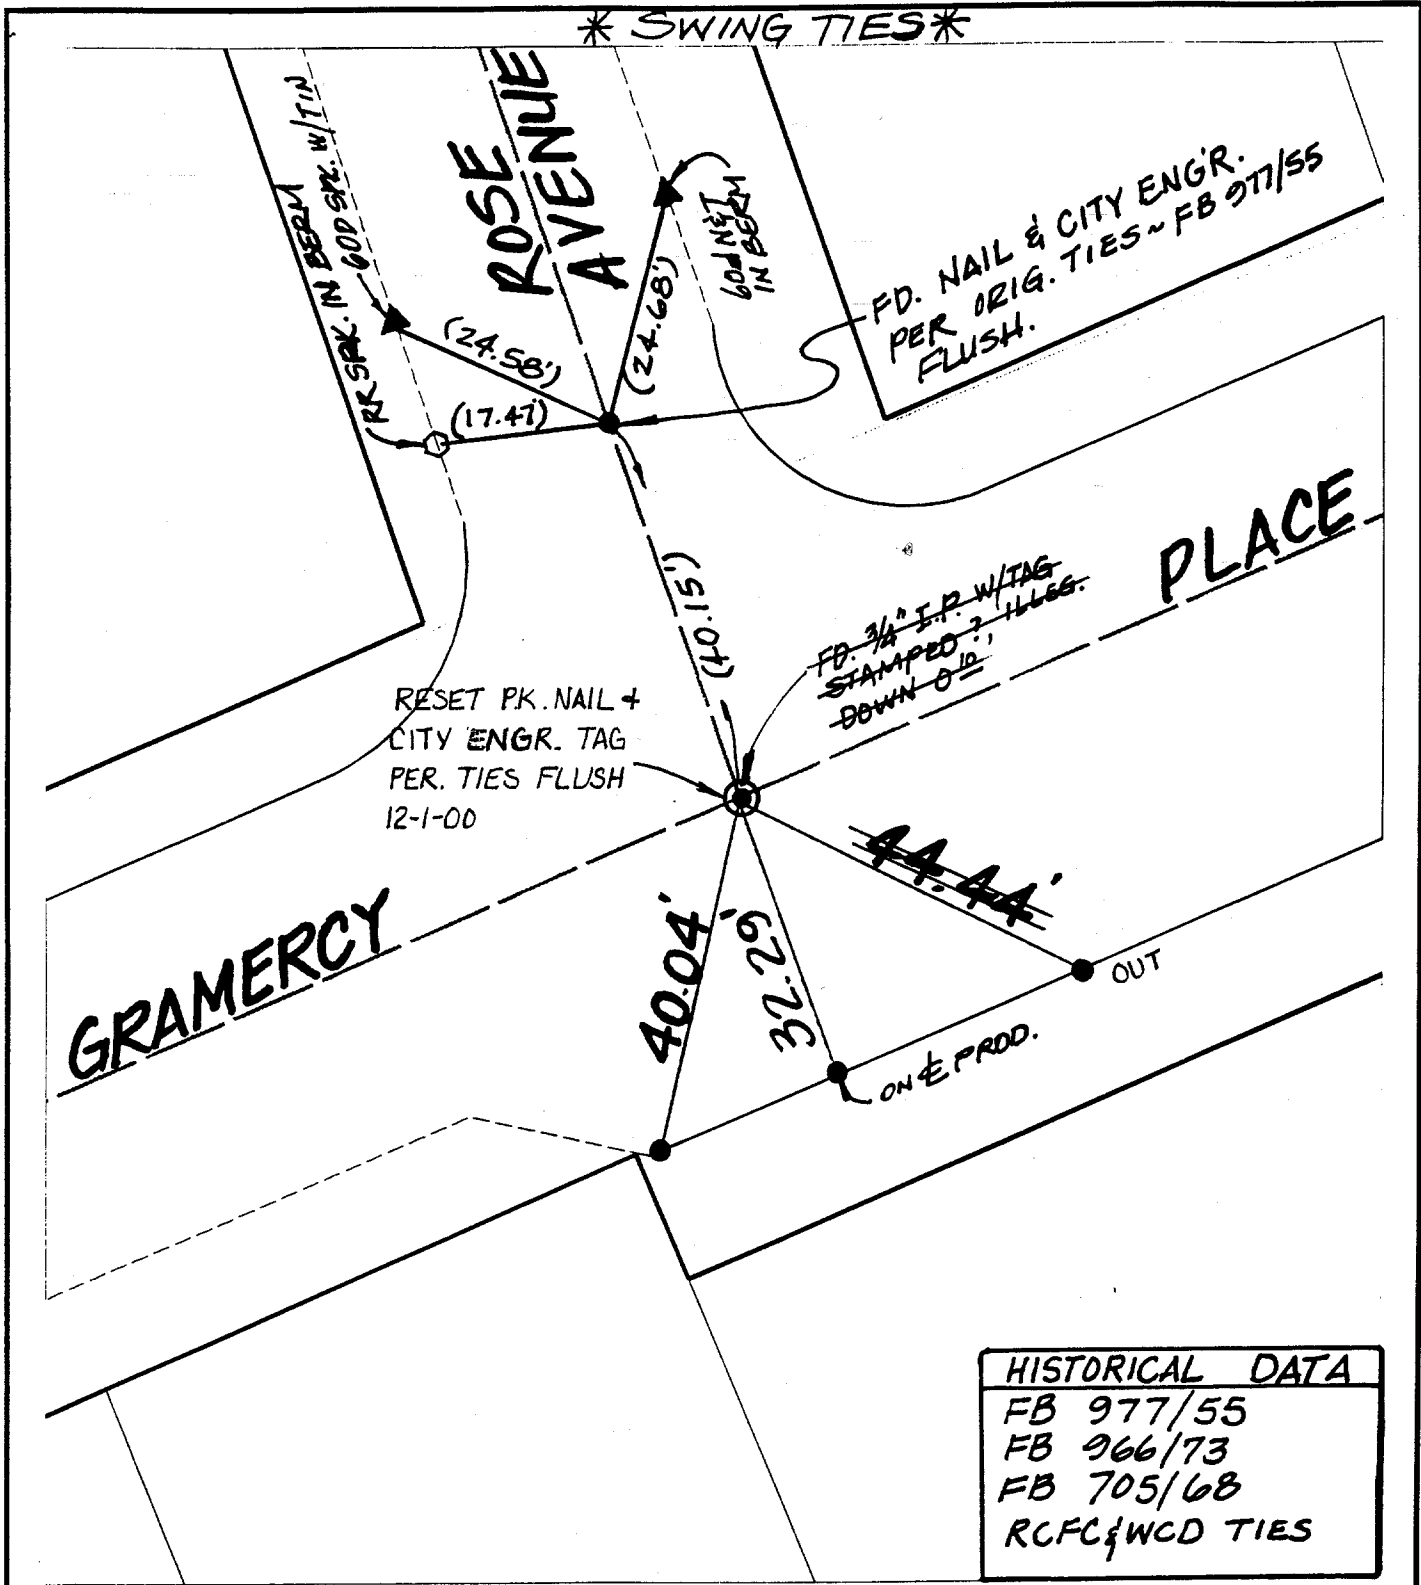 * SWING TIES *
ROSE
AVENUE
RR SPK. IN BERM
60D SPK. W/TIN
60d N&T
IN BERM
(24.58')
(24.68')
(17.47)
FD. NAIL & CITY ENG'R.
PER ORIG. TIES ~ FB 977/55
FLUSH.
(40.15')
PLACE
FD. 3/4" I.P. W/TAG
STAMPED ?, ILLEG.
DOWN 0.10
RESET P.K. NAIL &
CITY ENGR. TAG
PER. TIES FLUSH
12-1-00
GRAMERCY
44.44'
40.04'
32.29'
OUT
ON ℄ PROD.
HISTORICAL DATA
FB 977/55
FB 966/73
FB 705/68
RCFC&WCD TIES